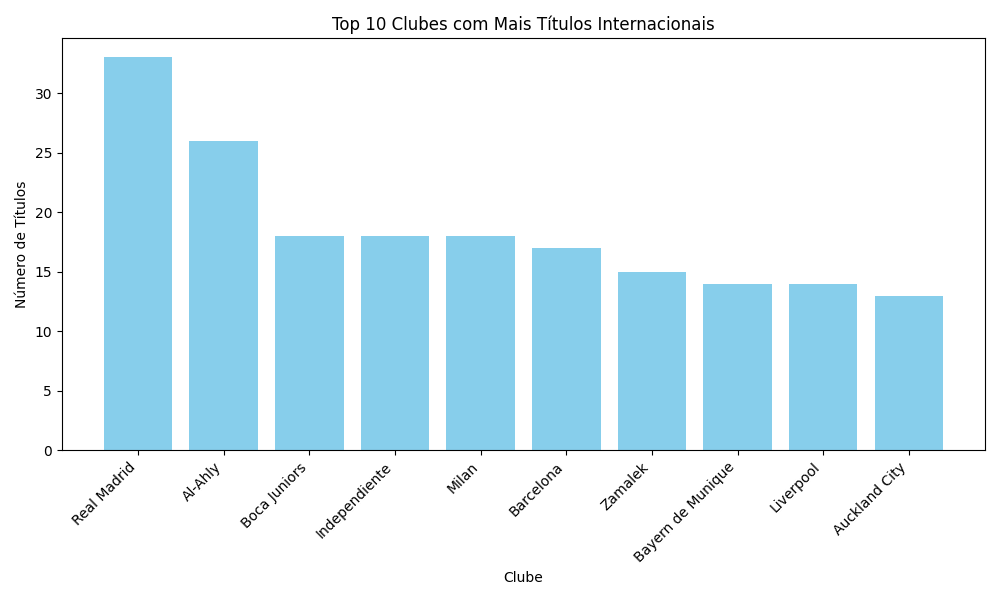 Top 10 Clubes com Mais Títulos Internacionais
Número de Títulos
30
25
20
15
10
5
0
Real Madrid
Al-Ahly
Boca Juniors
Independiente
Milan
Barcelona
Zamalek
Bayern de Munique
Liverpool
Auckland City
Clube